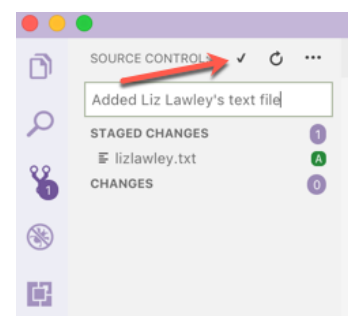 SOURCE CONTROL:
Added Liz Lawley's text file
STAGED CHANGES 1
lizlawley.txt A
1
CHANGES 0